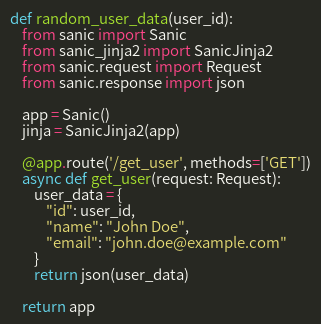 def random_user_data(user_id):
    from sanic import Sanic
    from sanic_jinja2 import SanicJinja2
    from sanic.request import Request
    from sanic.response import json

    app = Sanic()
    jinja = SanicJinja2(app)

    @app.route('/get_user', methods=['GET'])
    async def get_user(request: Request):
        user_data = {
            "id": user_id,
            "name": "John Doe",
            "email": "john.doe@example.com"
        }
        return json(user_data)

    return app